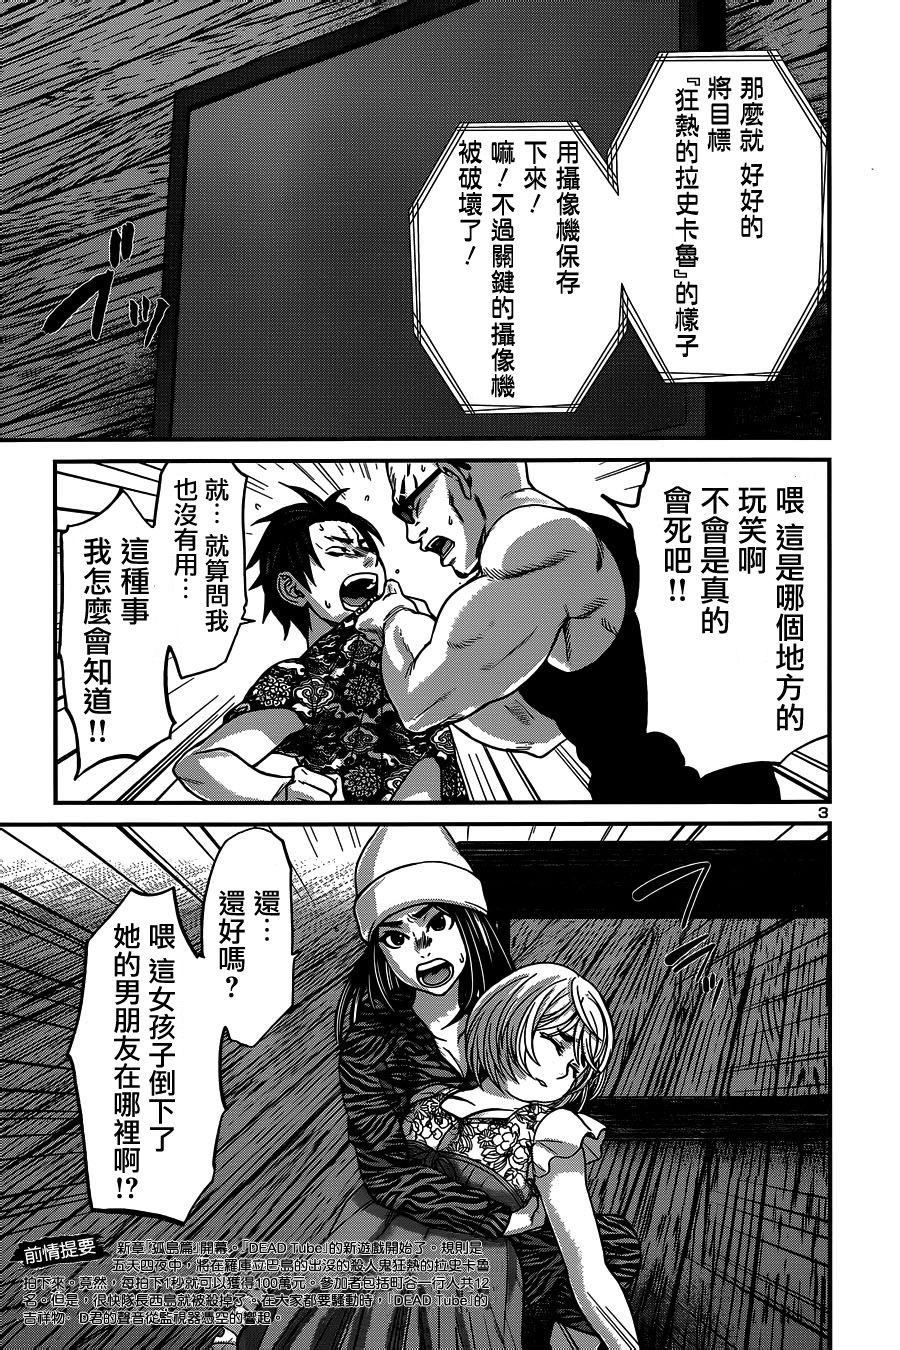 那麼就 好好的
將目標
『狂熱的拉史卡魯』的樣子
用攝像機保存
下來！
嘛！不過關鍵的攝像機
被破壞了！
ブッ
喂 這是哪個地方的
玩笑啊
不會是真的
會死吧!!
就… 就算問我
也沒有用…
這種事
我怎麼會知道!!
3
還…
還好嗎？
喂 這女孩子倒下了
她的男朋友在哪裡啊!?
前情提要
新章「孤島篇」開幕。「DEAD Tube」的新遊戲開始了。規則是
五天四夜中，將在羅庫亞巴島的出沒的殺人鬼狂熱的拉史卡魯
拍下來。竟然，每拍下1秒就可以獲得100萬元。參加者包括町谷一行人共12
名。但是，很快隊長西島就被殺掉了。在大家都要騷動時，「DEAD Tube」的
吉祥物、D君的聲音從監視器憑空的響起。